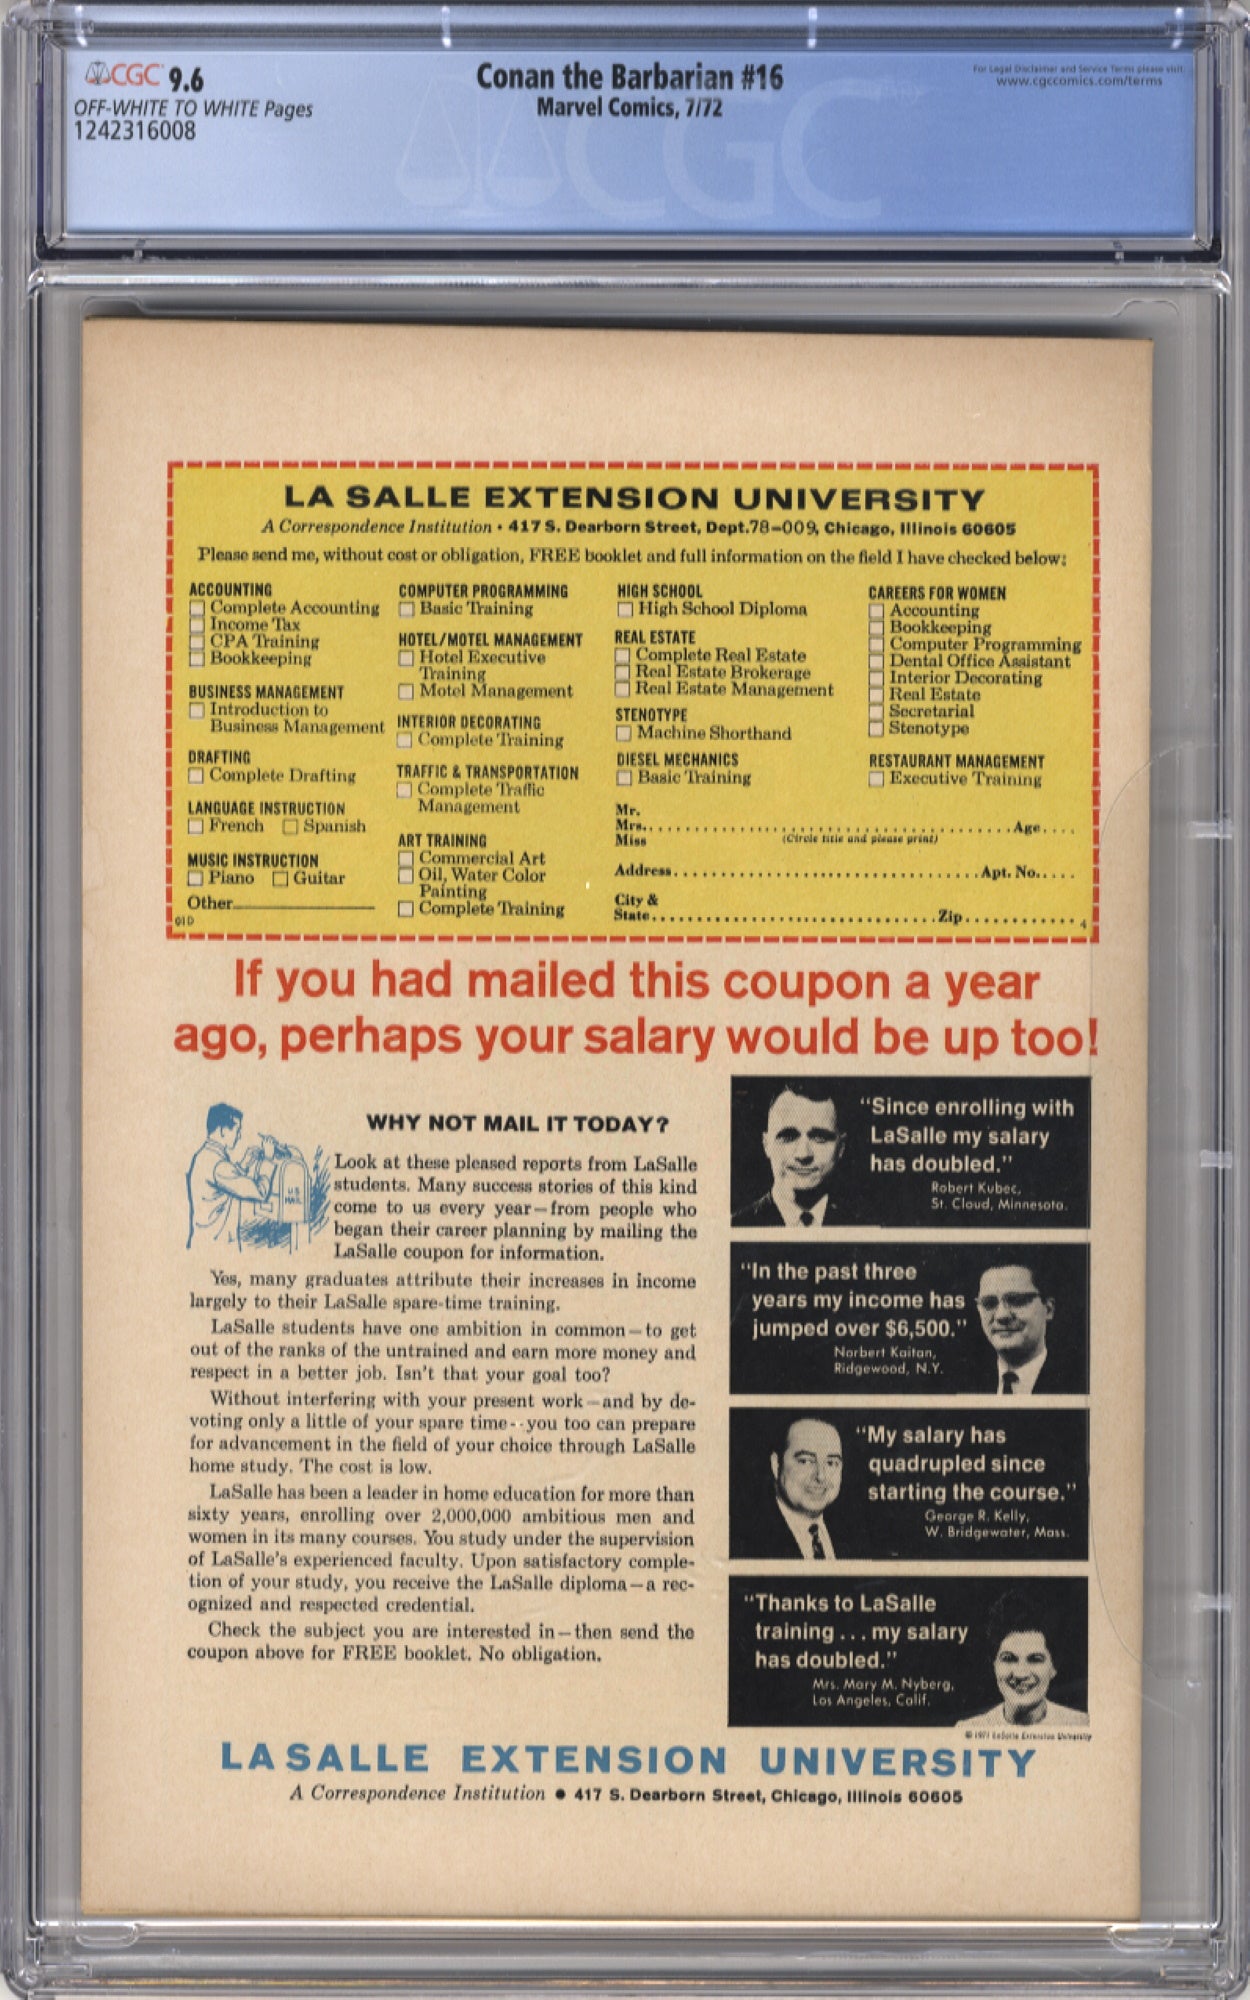 CGC 9.6
OFF-WHITE TO WHITE Pages
1242316008
Conan the Barbarian #16
Marvel Comics, 7/72
For Legal Disclaimer and Service Terms please visit:
www.cgccomics.com/terms
CGC
LA SALLE EXTENSION UNIVERSITY
A Correspondence Institution • 417 S. Dearborn Street, Dept.78-009, Chicago, Illinois 60605
Please send me, without cost or obligation, FREE booklet and full information on the field I have checked below:
ACCOUNTING
Complete Accounting
Income Tax
CPA Training
Bookkeeping
BUSINESS MANAGEMENT
Introduction to
Business Management
DRAFTING
Complete Drafting
LANGUAGE INSTRUCTION
French Spanish
MUSIC INSTRUCTION
Piano Guitar
Other
01D
COMPUTER PROGRAMMING
Basic Training
HOTEL/MOTEL MANAGEMENT
Hotel Executive
Training
Motel Management
INTERIOR DECORATING
Complete Training
TRAFFIC & TRANSPORTATION
Complete Traffic
Management
ART TRAINING
Commercial Art
Oil, Water Color
Painting
Complete Training
HIGH SCHOOL
High School Diploma
REAL ESTATE
Complete Real Estate
Real Estate Brokerage
Real Estate Management
STENOTYPE
Machine Shorthand
DIESEL MECHANICS
Basic Training
CAREERS FOR WOMEN
Accounting
Bookkeeping
Computer Programming
Dental Office Assistant
Interior Decorating
Real Estate
Secretarial
Stenotype
RESTAURANT MANAGEMENT
Executive Training
Mr.
Mrs. Age
Miss (Circle title and please print)
Address Apt. No.
City &
State Zip
4
If you had mailed this coupon a year
ago, perhaps your salary would be up too!
WHY NOT MAIL IT TODAY?
U.S.
MAIL
Look at these pleased reports from LaSalle
students. Many success stories of this kind
come to us every year—from people who
began their career planning by mailing the
LaSalle coupon for information.
Yes, many graduates attribute their increases in income
largely to their LaSalle spare-time training.
LaSalle students have one ambition in common—to get
out of the ranks of the untrained and earn more money and
respect in a better job. Isn't that your goal too?
Without interfering with your present work—and by de-
voting only a little of your spare time--you too can prepare
for advancement in the field of your choice through LaSalle
home study. The cost is low.
LaSalle has been a leader in home education for more than
sixty years, enrolling over 2,000,000 ambitious men and
women in its many courses. You study under the supervision
of LaSalle's experienced faculty. Upon satisfactory comple-
tion of your study, you receive the LaSalle diploma—a rec-
ognized and respected credential.
Check the subject you are interested in—then send the
coupon above for FREE booklet. No obligation.
"Since enrolling with
LaSalle my salary
has doubled."
Robert Kubec,
St. Cloud, Minnesota.
"In the past three
years my income has
jumped over $6,500."
Norbert Kaitan,
Ridgewood, N.Y.
"My salary has
quadrupled since
starting the course."
George R. Kelly,
W. Bridgewater, Mass.
"Thanks to LaSalle
training . . . my salary
has doubled."
Mrs. Mary M. Nyberg,
Los Angeles, Calif.
© 1971 LaSalle Extension University
LASALLE EXTENSION UNIVERSITY
A Correspondence Institution • 417 S. Dearborn Street, Chicago, Illinois 60605